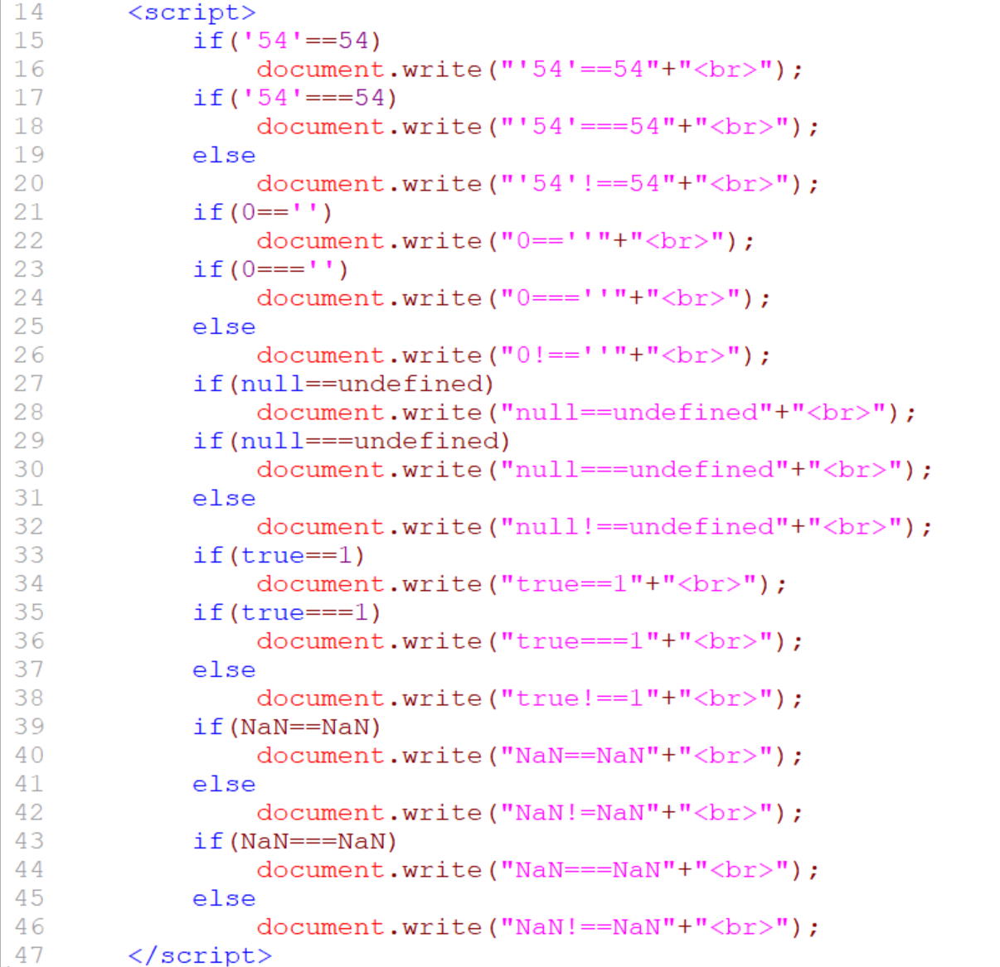 14 <script>
15 if('54'==54)
16 document.write("'54'==54"+"<br>");
17 if('54'===54)
18 document.write("'54'===54"+"<br>");
19 else
20 document.write("'54'!==54"+"<br>");
21 if(0=='')
22 document.write("0==''"+"<br>");
23 if(0==='')
24 document.write("0===''"+"<br>");
25 else
26 document.write("0!==''"+"<br>");
27 if(null==undefined)
28 document.write("null==undefined"+"<br>");
29 if(null===undefined)
30 document.write("null===undefined"+"<br>");
31 else
32 document.write("null!==undefined"+"<br>");
33 if(true==1)
34 document.write("true==1"+"<br>");
35 if(true===1)
36 document.write("true===1"+"<br>");
37 else
38 document.write("true!==1"+"<br>");
39 if(NaN==NaN)
40 document.write("NaN==NaN"+"<br>");
41 else
42 document.write("NaN!=NaN"+"<br>");
43 if(NaN===NaN)
44 document.write("NaN===NaN"+"<br>");
45 else
46 document.write("NaN!==NaN"+"<br>");
47 </script>